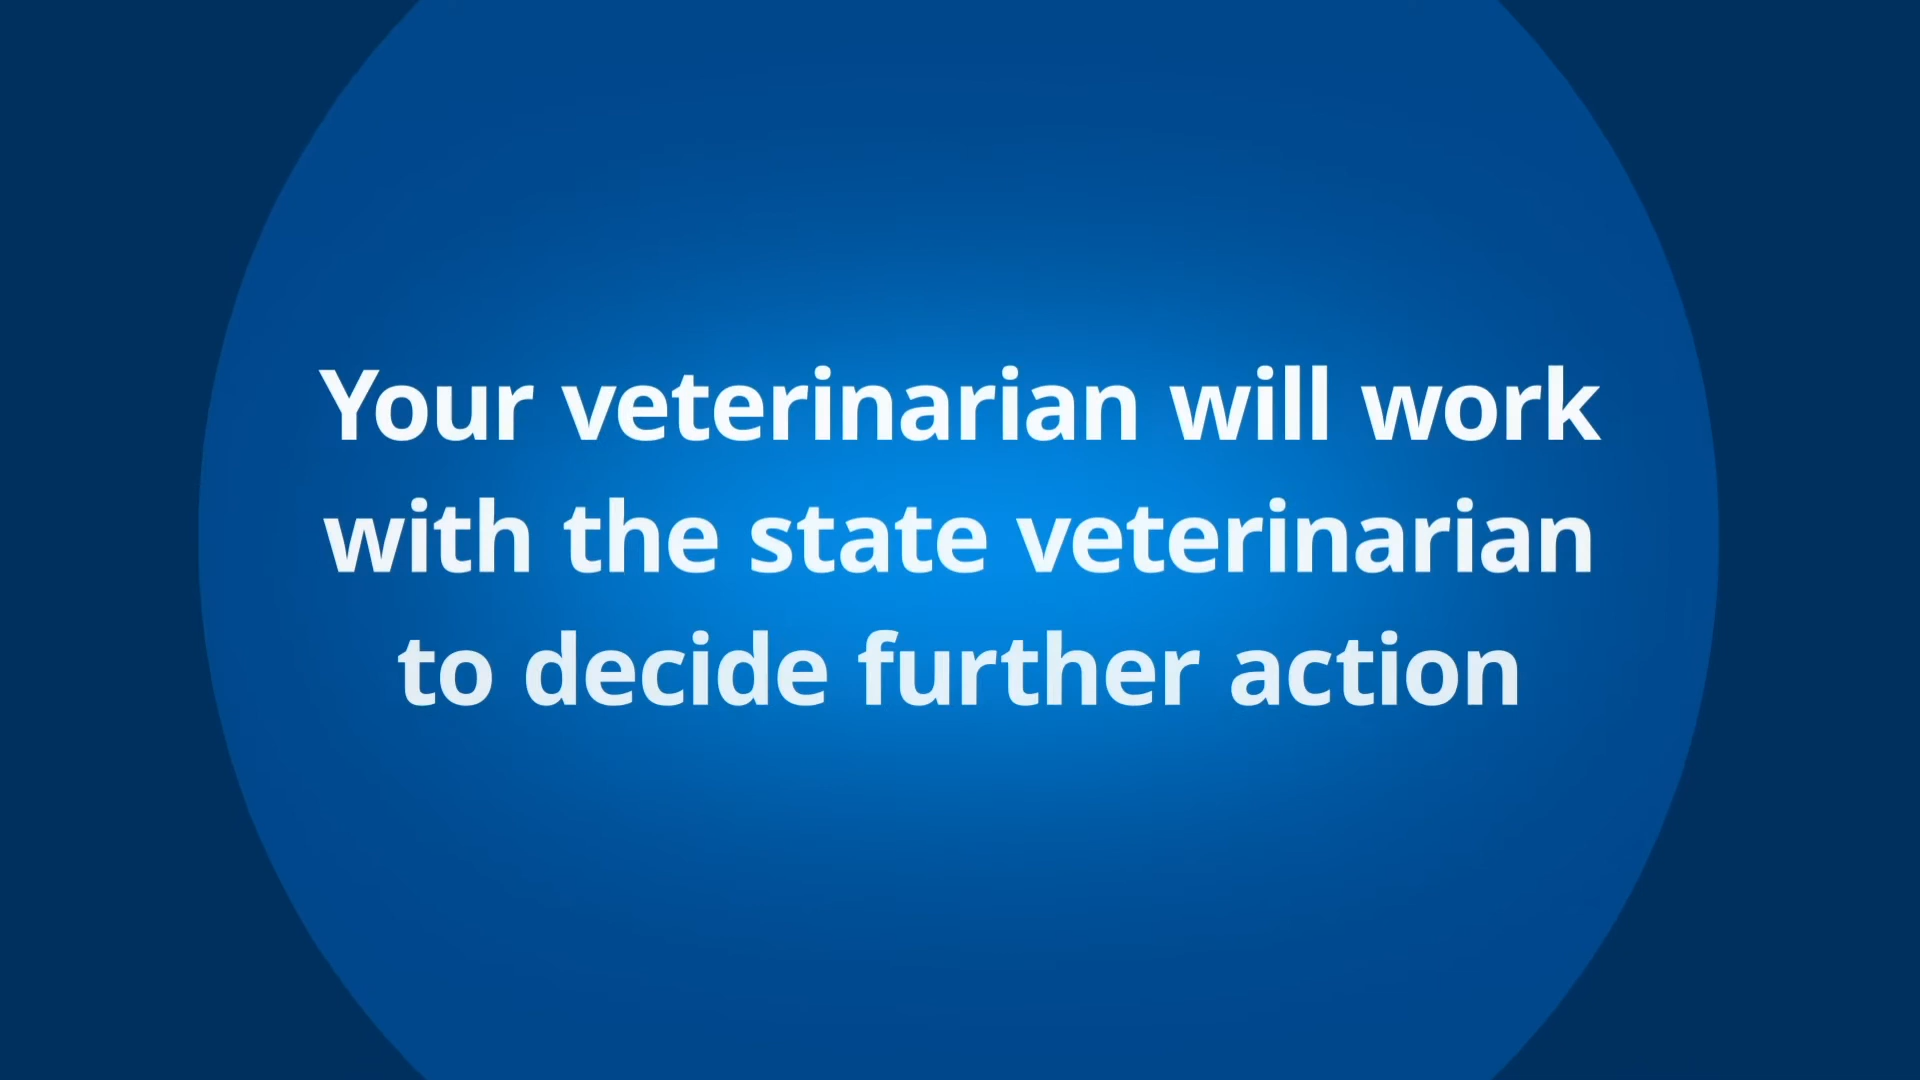 Your veterinarian will work
with the state veterinarian
to decide further action